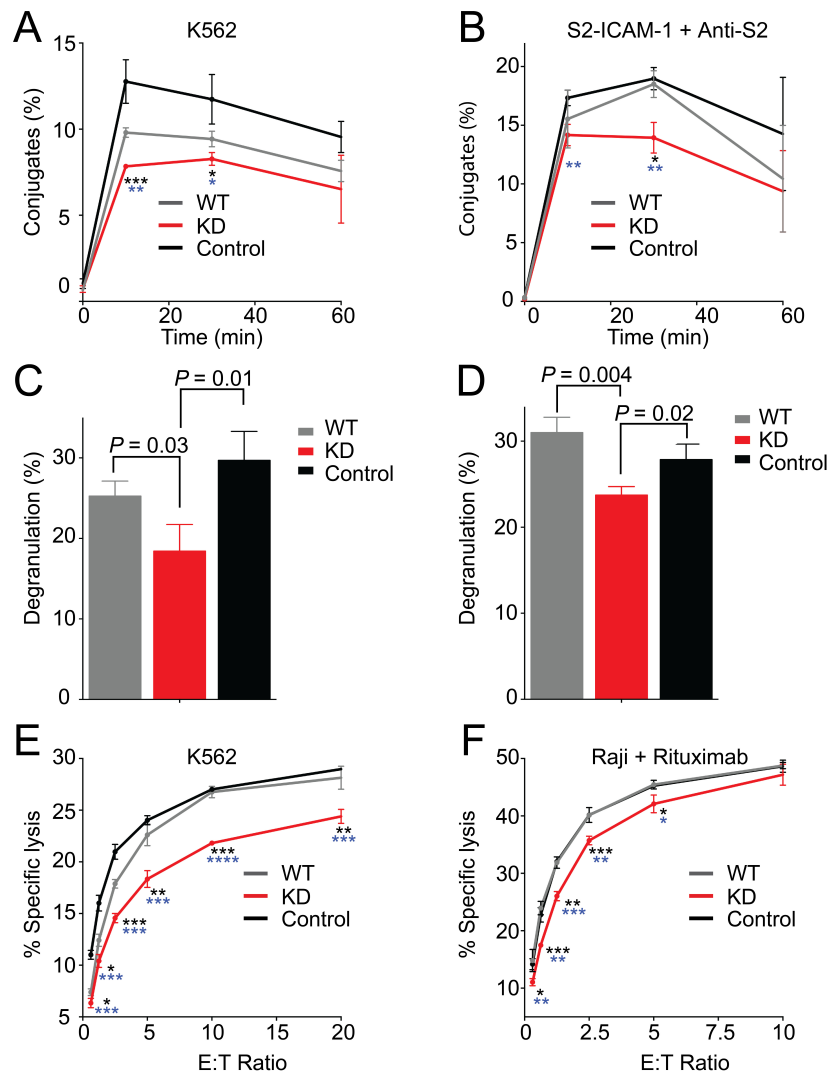 A
K562
15
10
5
0
Conjugates (%)
***
**
*
*
WT
KD
Control
0
20
40
60
Time (min)
B
S2-ICAM-1 + Anti-S2
20
15
10
5
0
Conjugates (%)
**
*
**
WT
KD
Control
0
20
40
60
Time (min)
C
P = 0.01
P = 0.03
30
20
10
0
Degranulation (%)
WT
KD
Control
D
P = 0.004
P = 0.02
30
20
10
0
Degranulation (%)
WT
KD
Control
E
K562
30
25
20
15
10
5
% Specific lysis
*
***
*
***
***
***
**
***
***
****
**
***
WT
KD
Control
0
5
10
20
E:T Ratio
F
Raji + Rituximab
50
40
30
20
10
% Specific lysis
*
**
***
**
**
***
***
**
*
*
WT
KD
Control
0
2.5
5
7.5
10
E:T Ratio